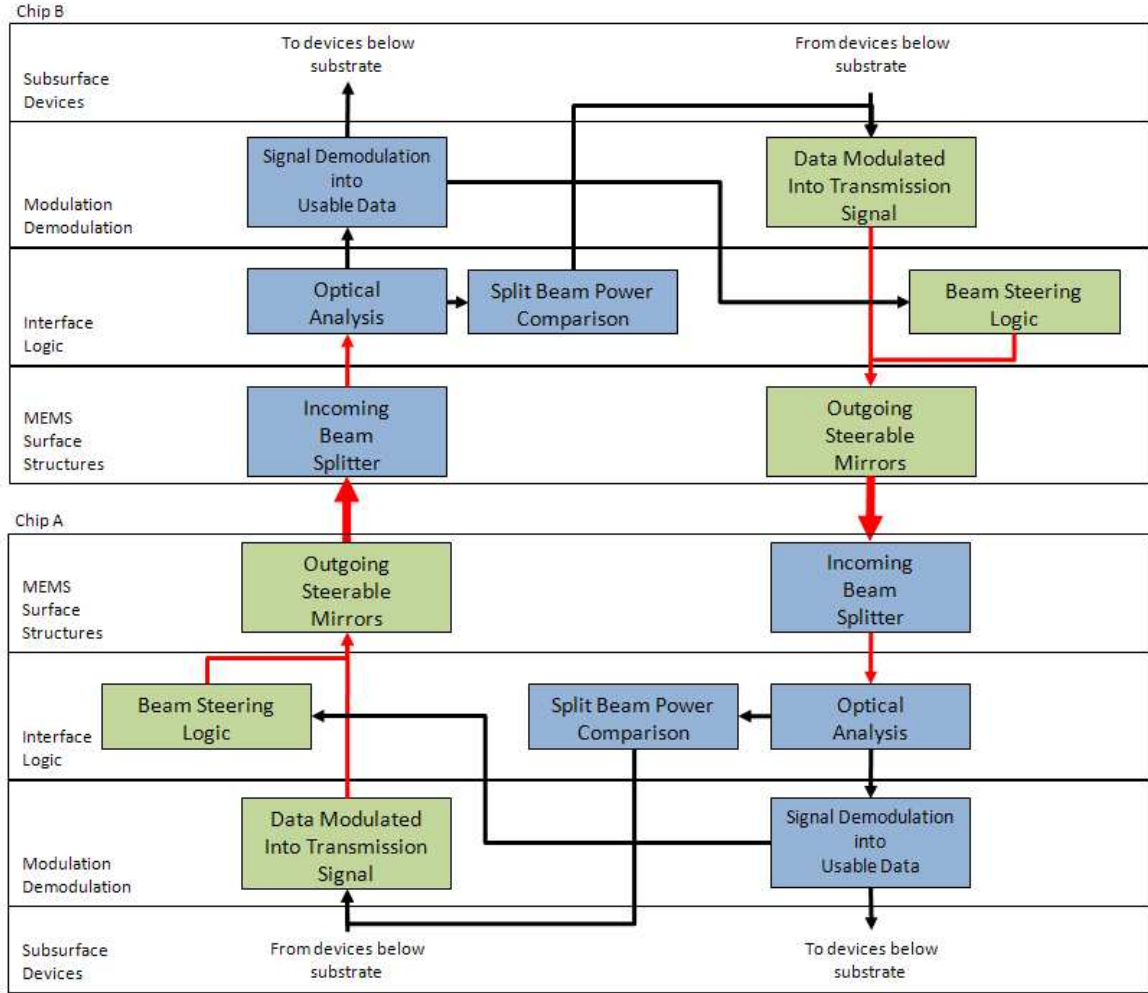 Chip B
To devices below
substrate
From devices below
substrate
Subsurface
Devices
Signal Demodulation
into
Usable Data
Data Modulated
Into Transmission
Signal
Modulation
Demodulation
Optical
Analysis
Split Beam Power
Comparison
Beam Steering
Logic
Interface
Logic
Incoming
Beam
Splitter
Outgoing
Steerable
Mirrors
MEMS
Surface
Structures
Chip A
Outgoing
Steerable
Mirrors
Incoming
Beam
Splitter
MEMS
Surface
Structures
Beam Steering
Logic
Split Beam Power
Comparison
Optical
Analysis
Interface
Logic
Data Modulated
Into Transmission
Signal
Signal Demodulation
into
Usable Data
Modulation
Demodulation
Subsurface
Devices
From devices below
substrate
To devices below
substrate